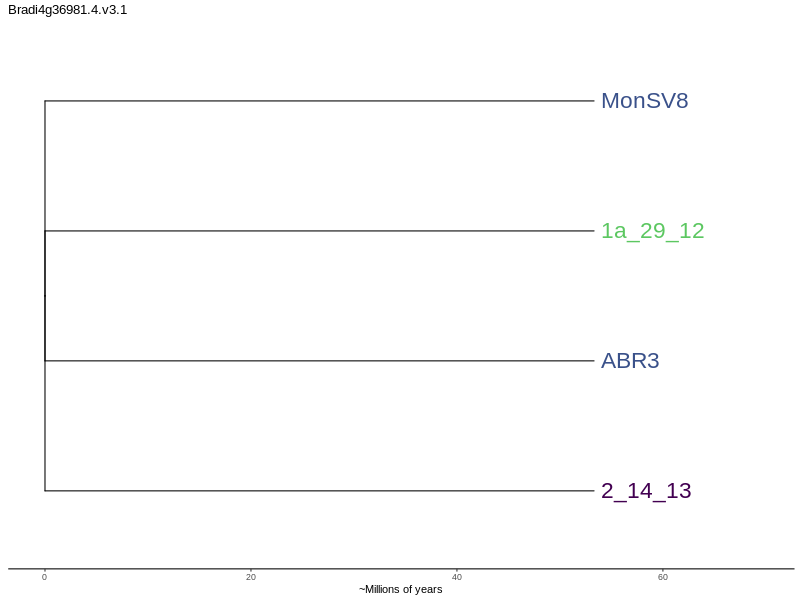 Bradi4g36981.4.v3.1
MonSV8
1a_29_12
ABR3
2_14_13
0 20 40 60
~Millions of years